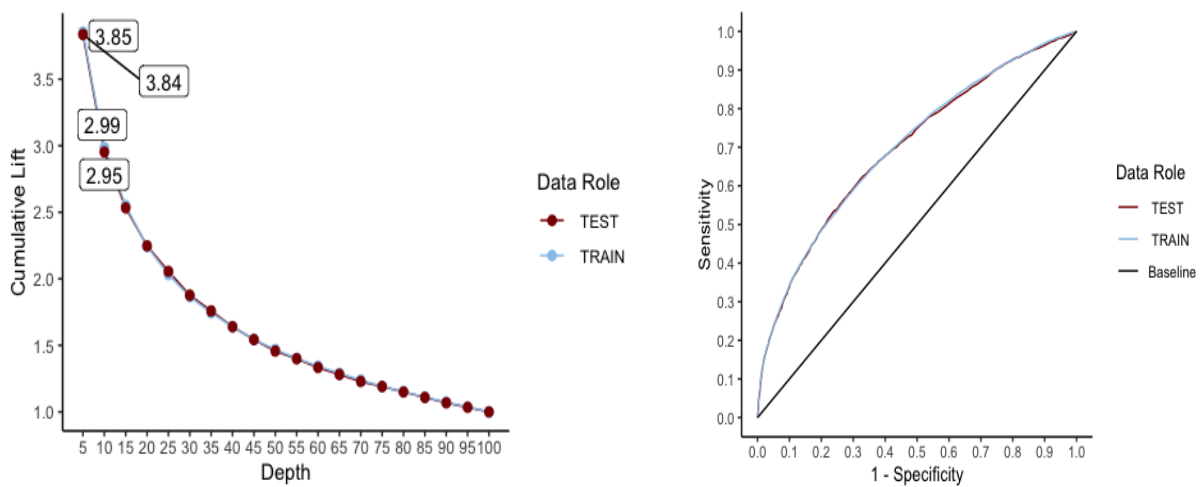 Cumulative Lift
3.5
3.0
2.5
2.0
1.5
1.0
3.85
3.84
2.99
2.95
5 10 15 20 25 30 35 40 45 50 55 60 65 70 75 80 85 90 95 100
Depth
Data Role
TEST
TRAIN
Sensitivity
1.0
0.9
0.8
0.7
0.6
0.5
0.4
0.3
0.2
0.1
0.0
0.0 0.1 0.2 0.3 0.4 0.5 0.6 0.7 0.8 0.9 1.0
1 - Specificity
Data Role
TEST
TRAIN
Baseline